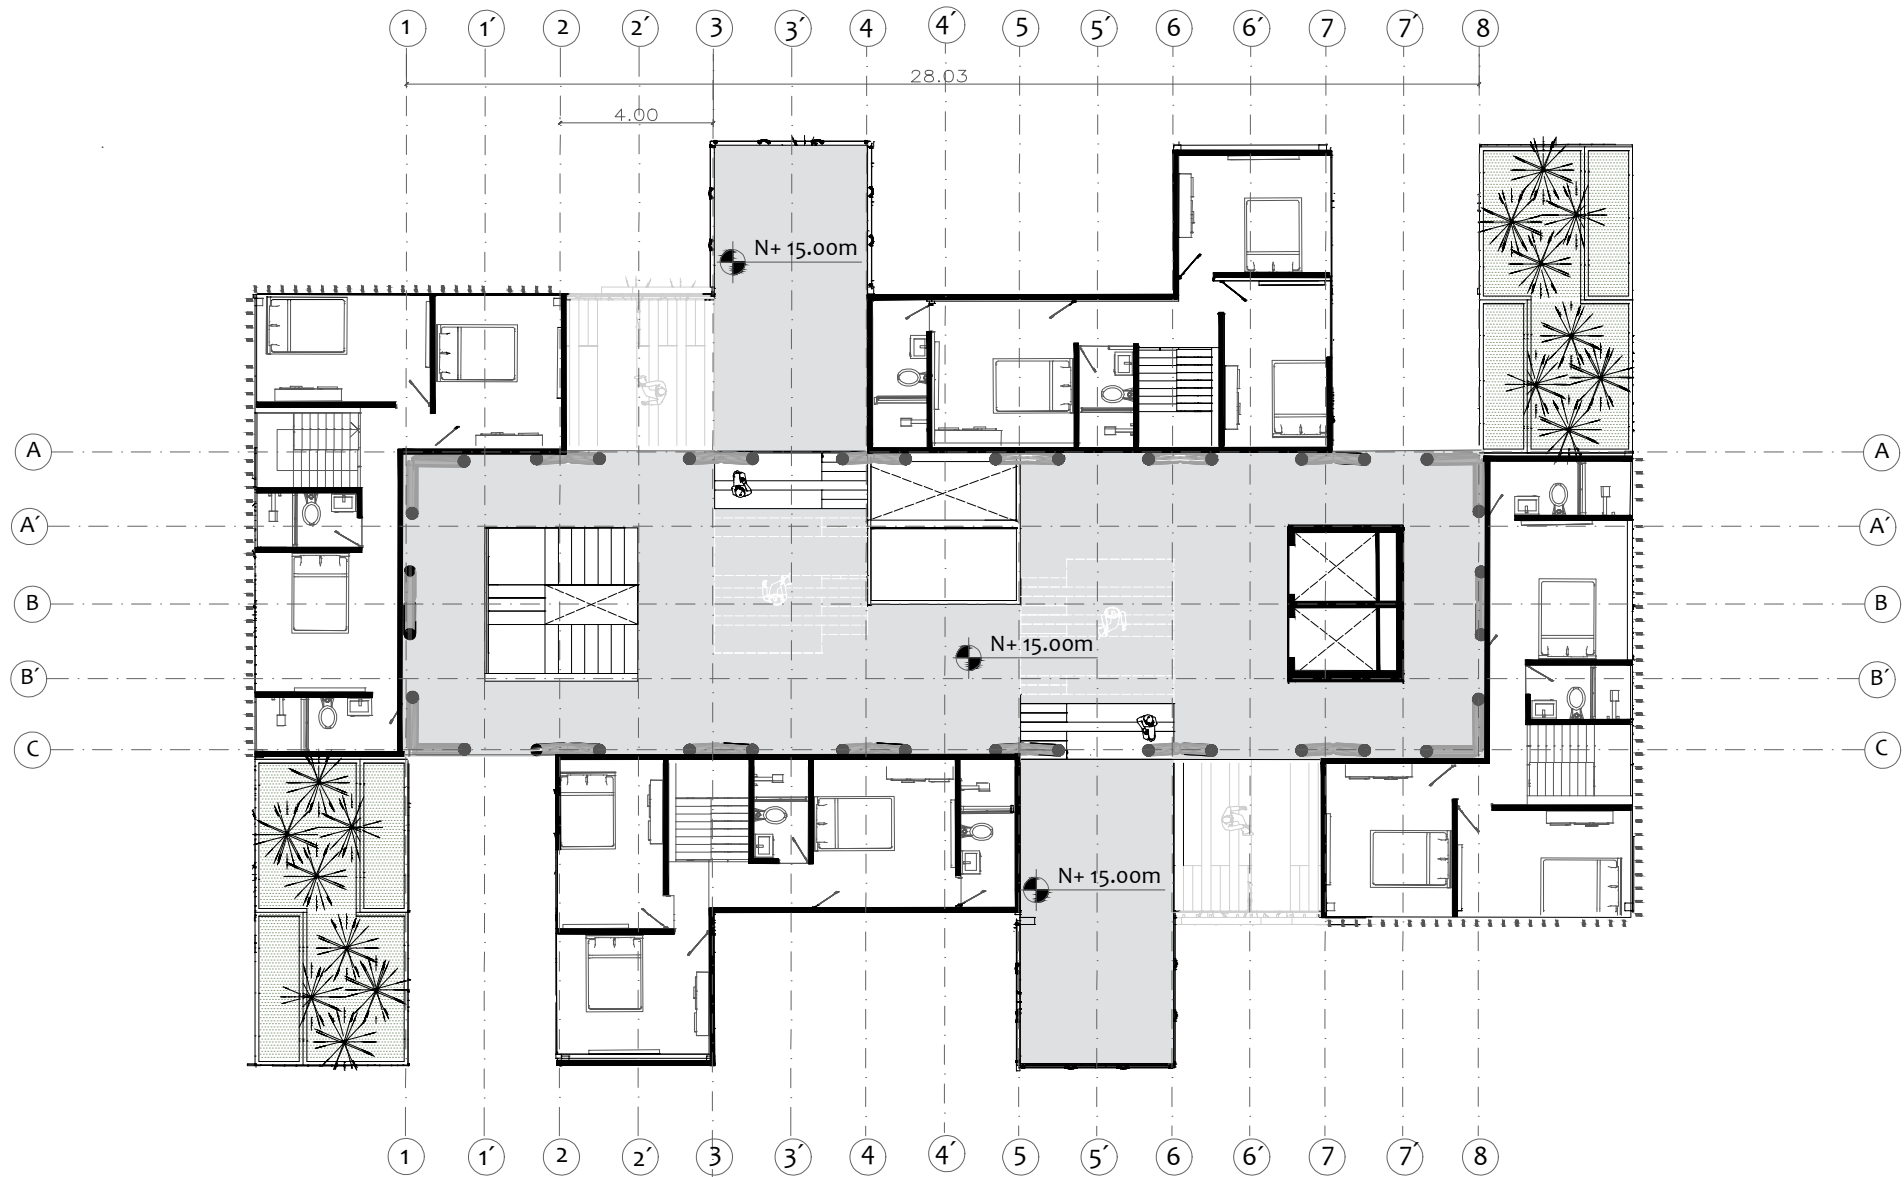 1 1′ 2 2′ 3 3′ 4 4′ 5 5′ 6 6′ 7 7′ 8
28.03
4.00
N+ 15.00m
A A
A′ A′
B B
N+ 15.00m
B′ B′
C C
N+ 15.00m
1 1′ 2 2′ 3 3′ 4 4′ 5 5′ 6 6′ 7 7′ 8